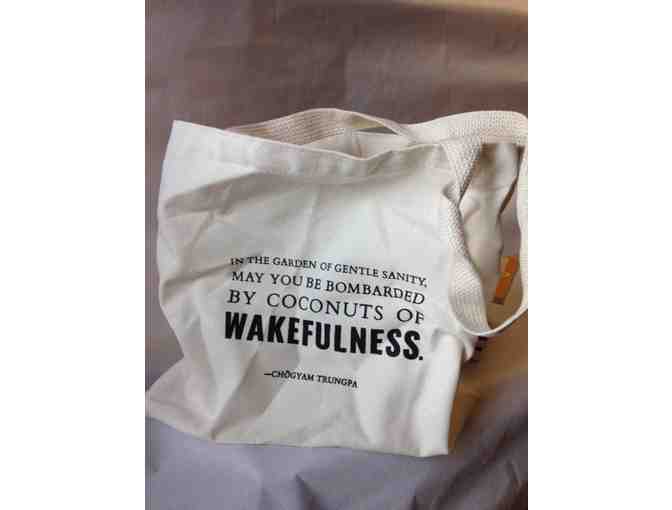 IN THE GARDEN OF GENTLE SANITY,
MAY YOU BE BOMBARDED
BY COCONUTS OF
WAKEFULNESS.
—CHÖGYAM TRUNGPA